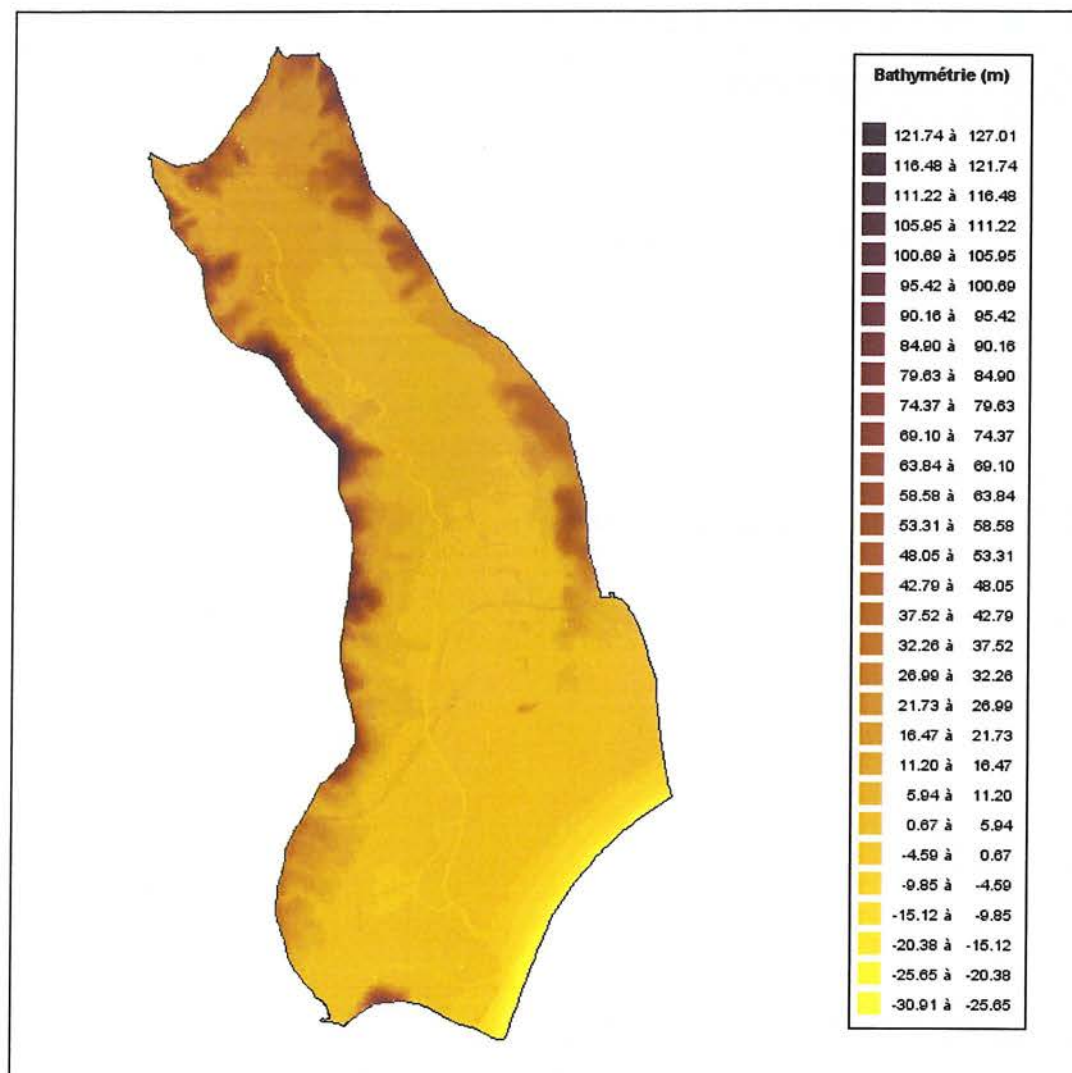 Bathymétrie (m)
121.74 à 127.01
116.48 à 121.74
111.22 à 116.48
105.95 à 111.22
100.69 à 105.95
95.42 à 100.69
90.16 à 95.42
84.90 à 90.16
79.63 à 84.90
74.37 à 79.63
69.10 à 74.37
63.84 à 69.10
58.58 à 63.84
53.31 à 58.58
48.05 à 53.31
42.79 à 48.05
37.52 à 42.79
32.26 à 37.52
26.99 à 32.26
21.73 à 26.99
16.47 à 21.73
11.20 à 16.47
5.94 à 11.20
0.67 à 5.94
-4.59 à 0.67
-9.85 à -4.59
-15.12 à -9.85
-20.38 à -15.12
-25.65 à -20.38
-30.91 à -25.65